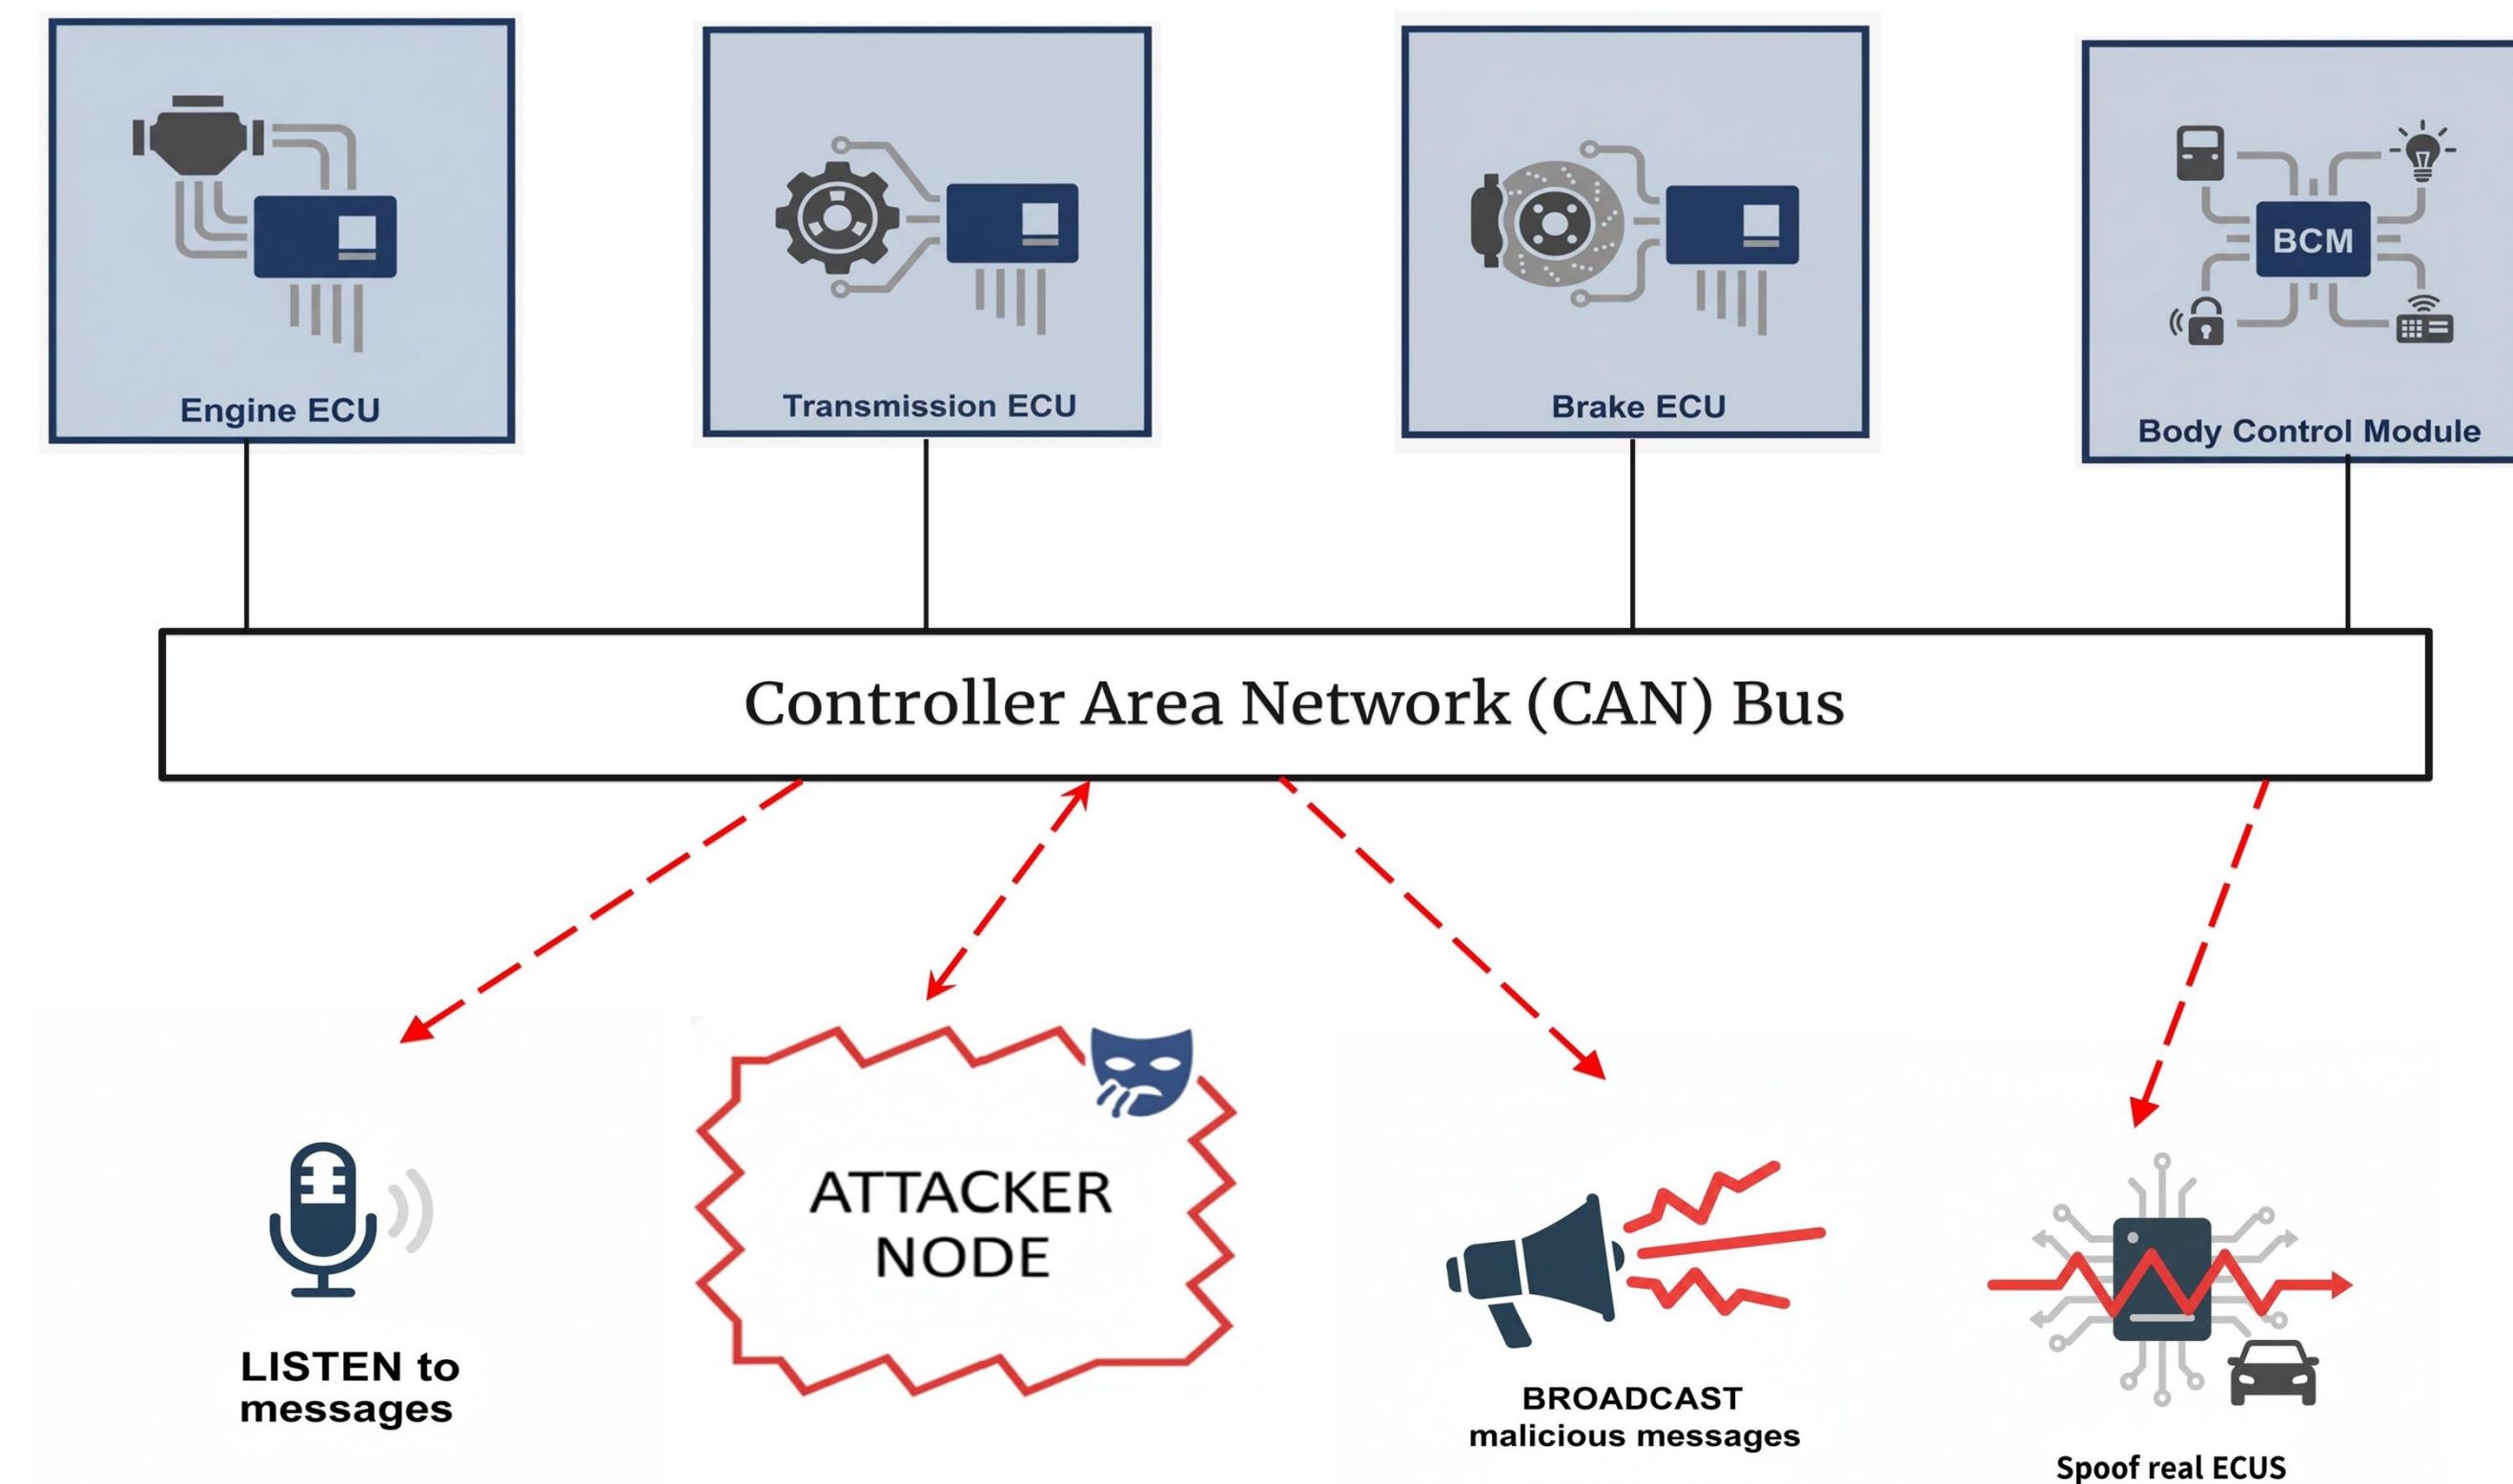 BCM
Engine ECU
Transmission ECU
Brake ECU
Body Control Module
Controller Area Network (CAN) Bus
ATTACKER
NODE
LISTEN to
messages
BROADCAST
malicious messages
Spoof real ECUS